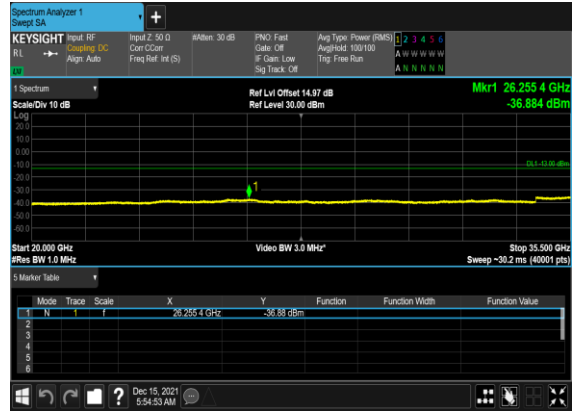 Spectrum Analyzer 1
Swept SA
+
KEYSIGHT Input: RF Input Z: 50 Ω #Atten: 30 dB PNO: Fast Avg Type: Power (RMS) 1 2 3 4 5 6
RL Coupling: DC Corr CCorr Gate: Off Avg|Hold: 100/100 A W W W W W
Align: Auto Freq Ref: Int (S) IF Gain: Low Trig: Free Run
Sig Track: Off A N N N N N
1 Spectrum Ref Lvl Offset 14.97 dB Mkr1 26.255 4 GHz
Scale/Div 10 dB Ref Level 30.00 dBm -36.884 dBm
Log
20.0
10.0
0.00
-10.0 DL1 -13.00 dBm
-20.0
-30.0 1
-40.0
-50.0
-60.0
Start 20.000 GHz Video BW 3.0 MHz* Stop 35.500 GHz
#Res BW 1.0 MHz Sweep ~30.2 ms (40001 pts)
5 Marker Table
Mode Trace Scale X Y Function Function Width Function Value
1 N 1 f 26.255 4 GHz -36.88 dBm
2
3
4
5
6
? Dec 15, 2021
5:54:53 AM